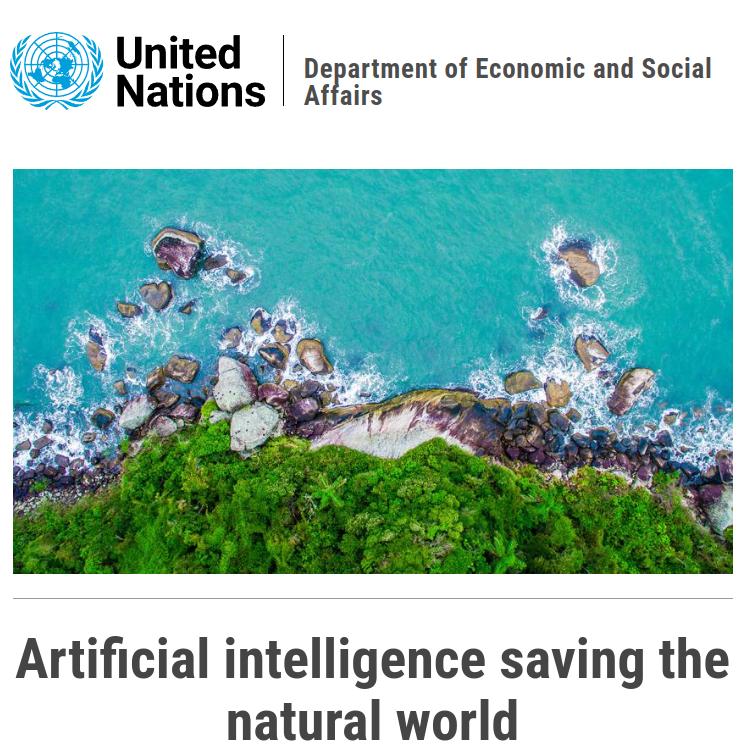 United
Nations
Department of Economic and Social
Affairs
Artificial intelligence saving the
natural world